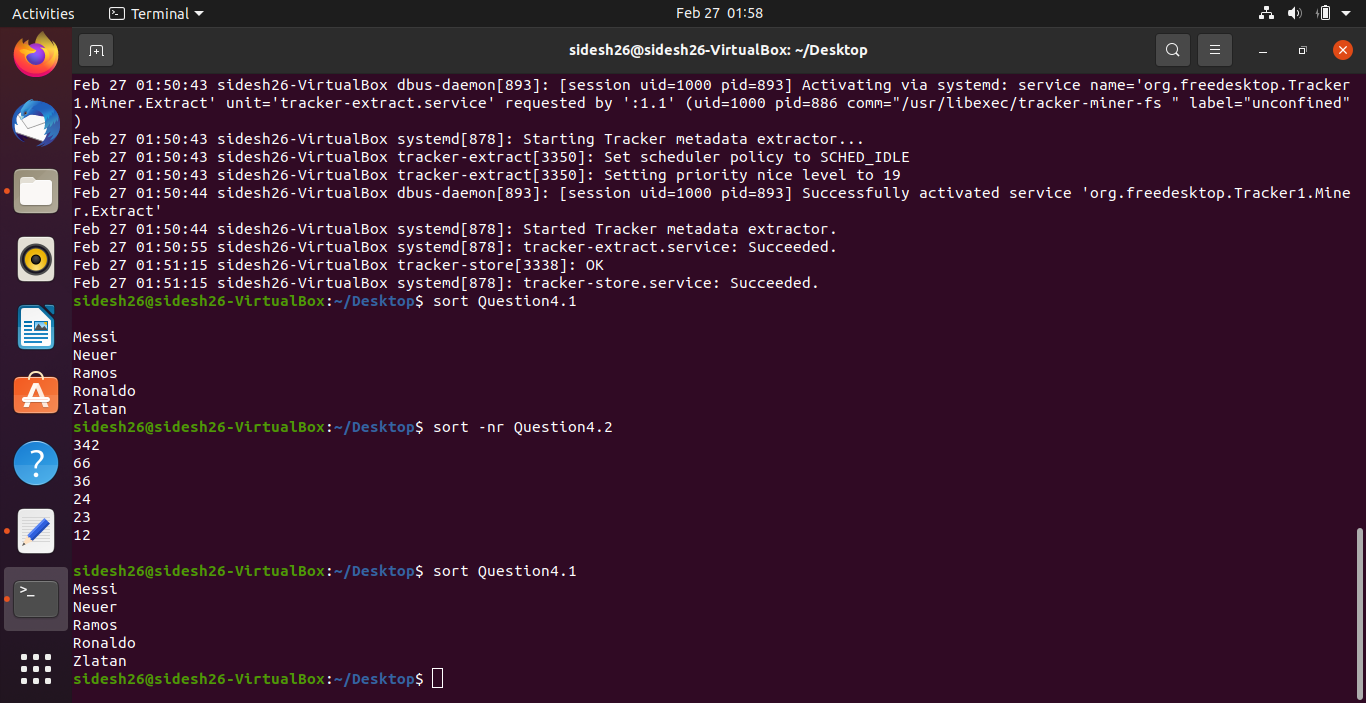 Activities
Terminal
Feb 27 01:58
sidesh26@sidesh26-VirtualBox: ~/Desktop
Feb 27 01:50:43 sidesh26-VirtualBox dbus-daemon[893]: [session uid=1000 pid=893] Activating via systemd: service name='org.freedesktop.Tracker
1.Miner.Extract' unit='tracker-extract.service' requested by ':1.1' (uid=1000 pid=886 comm="/usr/libexec/tracker-miner-fs " label="unconfined"
)
Feb 27 01:50:43 sidesh26-VirtualBox systemd[878]: Starting Tracker metadata extractor...
Feb 27 01:50:43 sidesh26-VirtualBox tracker-extract[3350]: Set scheduler policy to SCHED_IDLE
Feb 27 01:50:43 sidesh26-VirtualBox tracker-extract[3350]: Setting priority nice level to 19
Feb 27 01:50:44 sidesh26-VirtualBox dbus-daemon[893]: [session uid=1000 pid=893] Successfully activated service 'org.freedesktop.Tracker1.Mine
r.Extract'
Feb 27 01:50:44 sidesh26-VirtualBox systemd[878]: Started Tracker metadata extractor.
Feb 27 01:50:55 sidesh26-VirtualBox systemd[878]: tracker-extract.service: Succeeded.
Feb 27 01:51:15 sidesh26-VirtualBox tracker-store[3338]: OK
Feb 27 01:51:15 sidesh26-VirtualBox systemd[878]: tracker-store.service: Succeeded.
sidesh26@sidesh26-VirtualBox:~/Desktop$ sort Question4.1

Messi
Neuer
Ramos
Ronaldo
Zlatan
sidesh26@sidesh26-VirtualBox:~/Desktop$ sort -nr Question4.2
342
66
36
24
23
12

sidesh26@sidesh26-VirtualBox:~/Desktop$ sort Question4.1
Messi
Neuer
Ramos
Ronaldo
Zlatan
sidesh26@sidesh26-VirtualBox:~/Desktop$